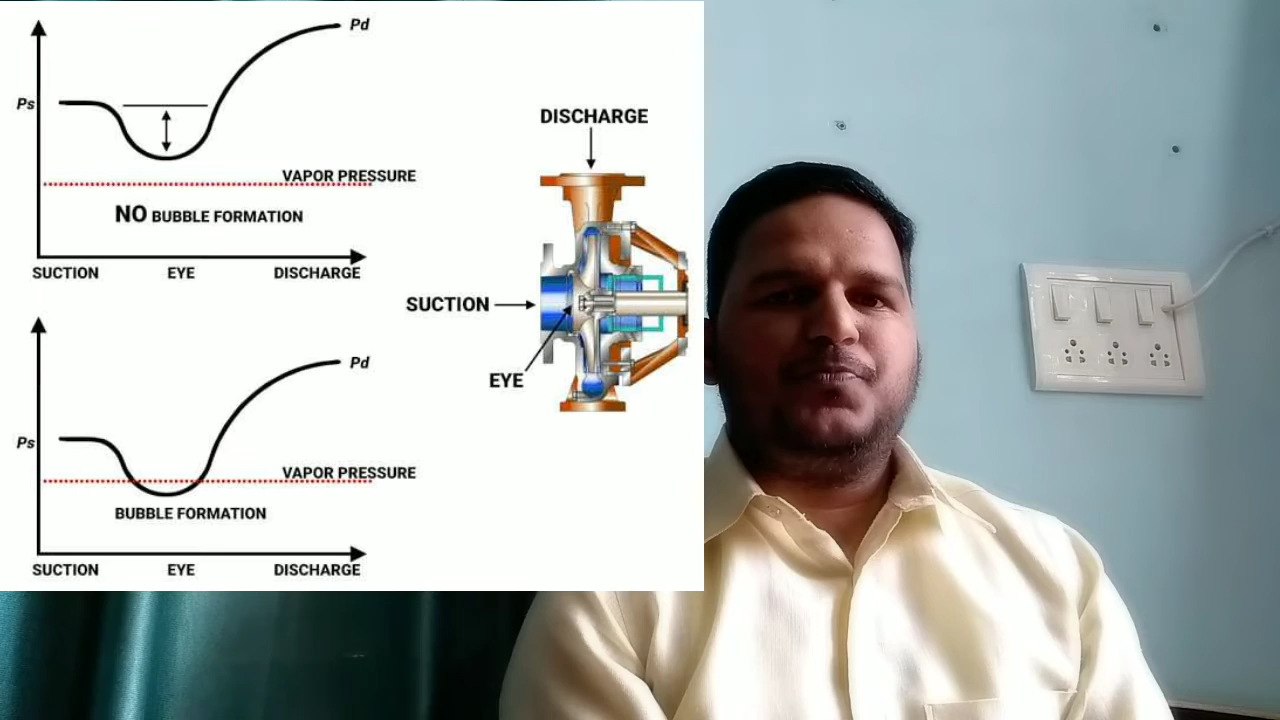 Pd
Ps
VAPOR PRESSURE
NO BUBBLE FORMATION
SUCTION EYE DISCHARGE
DISCHARGE
SUCTION
EYE
Pd
Ps
VAPOR PRESSURE
BUBBLE FORMATION
SUCTION EYE DISCHARGE